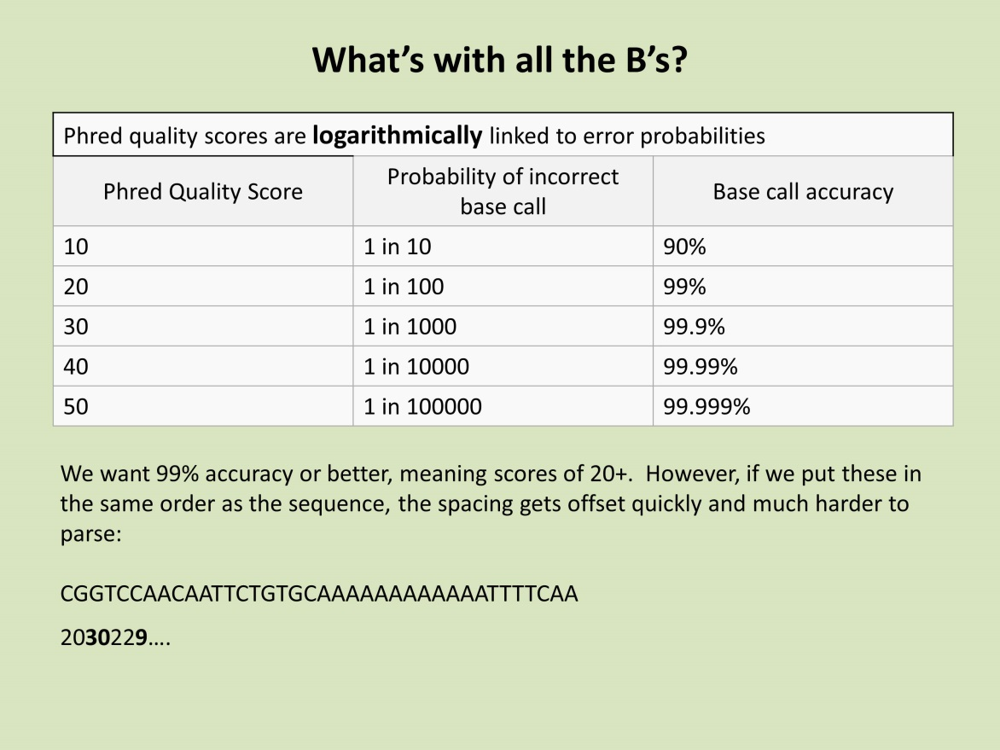 What’s with all the B’s?
Phred quality scores are logarithmically linked to error probabilities
Phred Quality Score
Probability of incorrect
base call
Base call accuracy
10
1 in 10
90%
20
1 in 100
99%
30
1 in 1000
99.9%
40
1 in 10000
99.99%
50
1 in 100000
99.999%
We want 99% accuracy or better, meaning scores of 20+.  However, if we put these in
the same order as the sequence, the spacing gets offset quickly and much harder to
parse:
CGGTCCAACAATTCTGTGCAAAAAAAAAAAATTTTCAA
2030229….